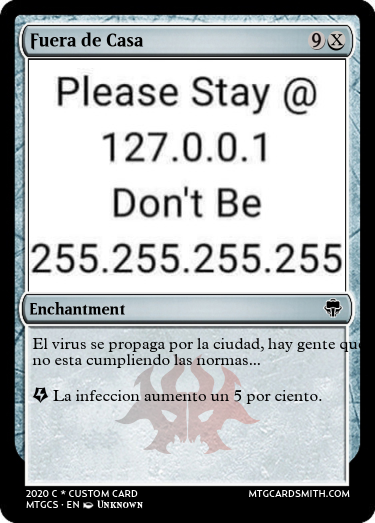 Fuera de Casa 9 X
Please Stay @
127.0.0.1
Don't Be
255.255.255.255
Enchantment
El virus se propaga por la ciudad, hay gente que
no esta cumpliendo las normas...
La infeccion aumento un 5 por ciento.
2020 C * CUSTOM CARD MTGCARDSMITH.COM
MTGCS · EN UNKNOWN